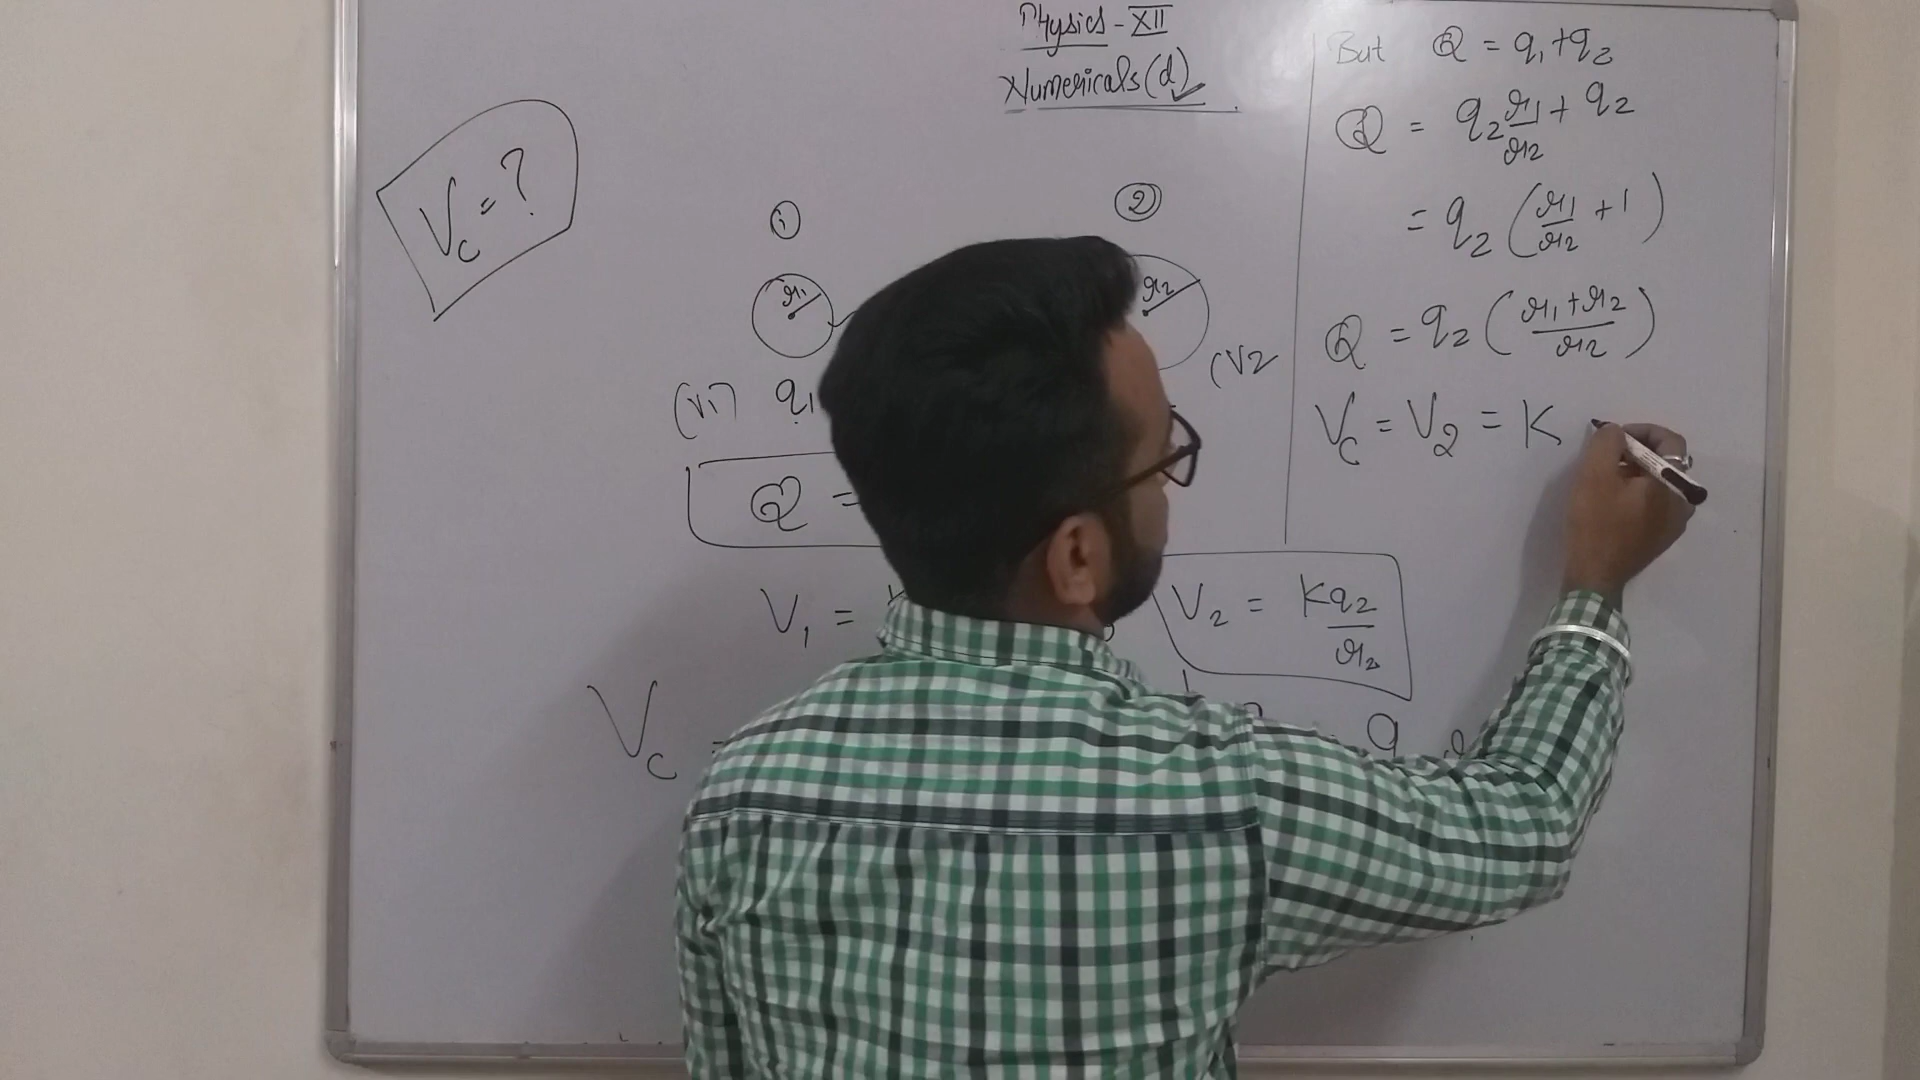 Physics - XII
Numericals (d)
Vc = ?
①
②
r1
r2
(V1) q1
(V2
Q =
V1 =
V2 = Kq2/r2
Vc =
But Q = q1 + q2
Q = q2 r1/r2 + q2
= q2 (r1/r2 + 1)
Q = q2 (r1 + r2/r2)
Vc = V2 = K